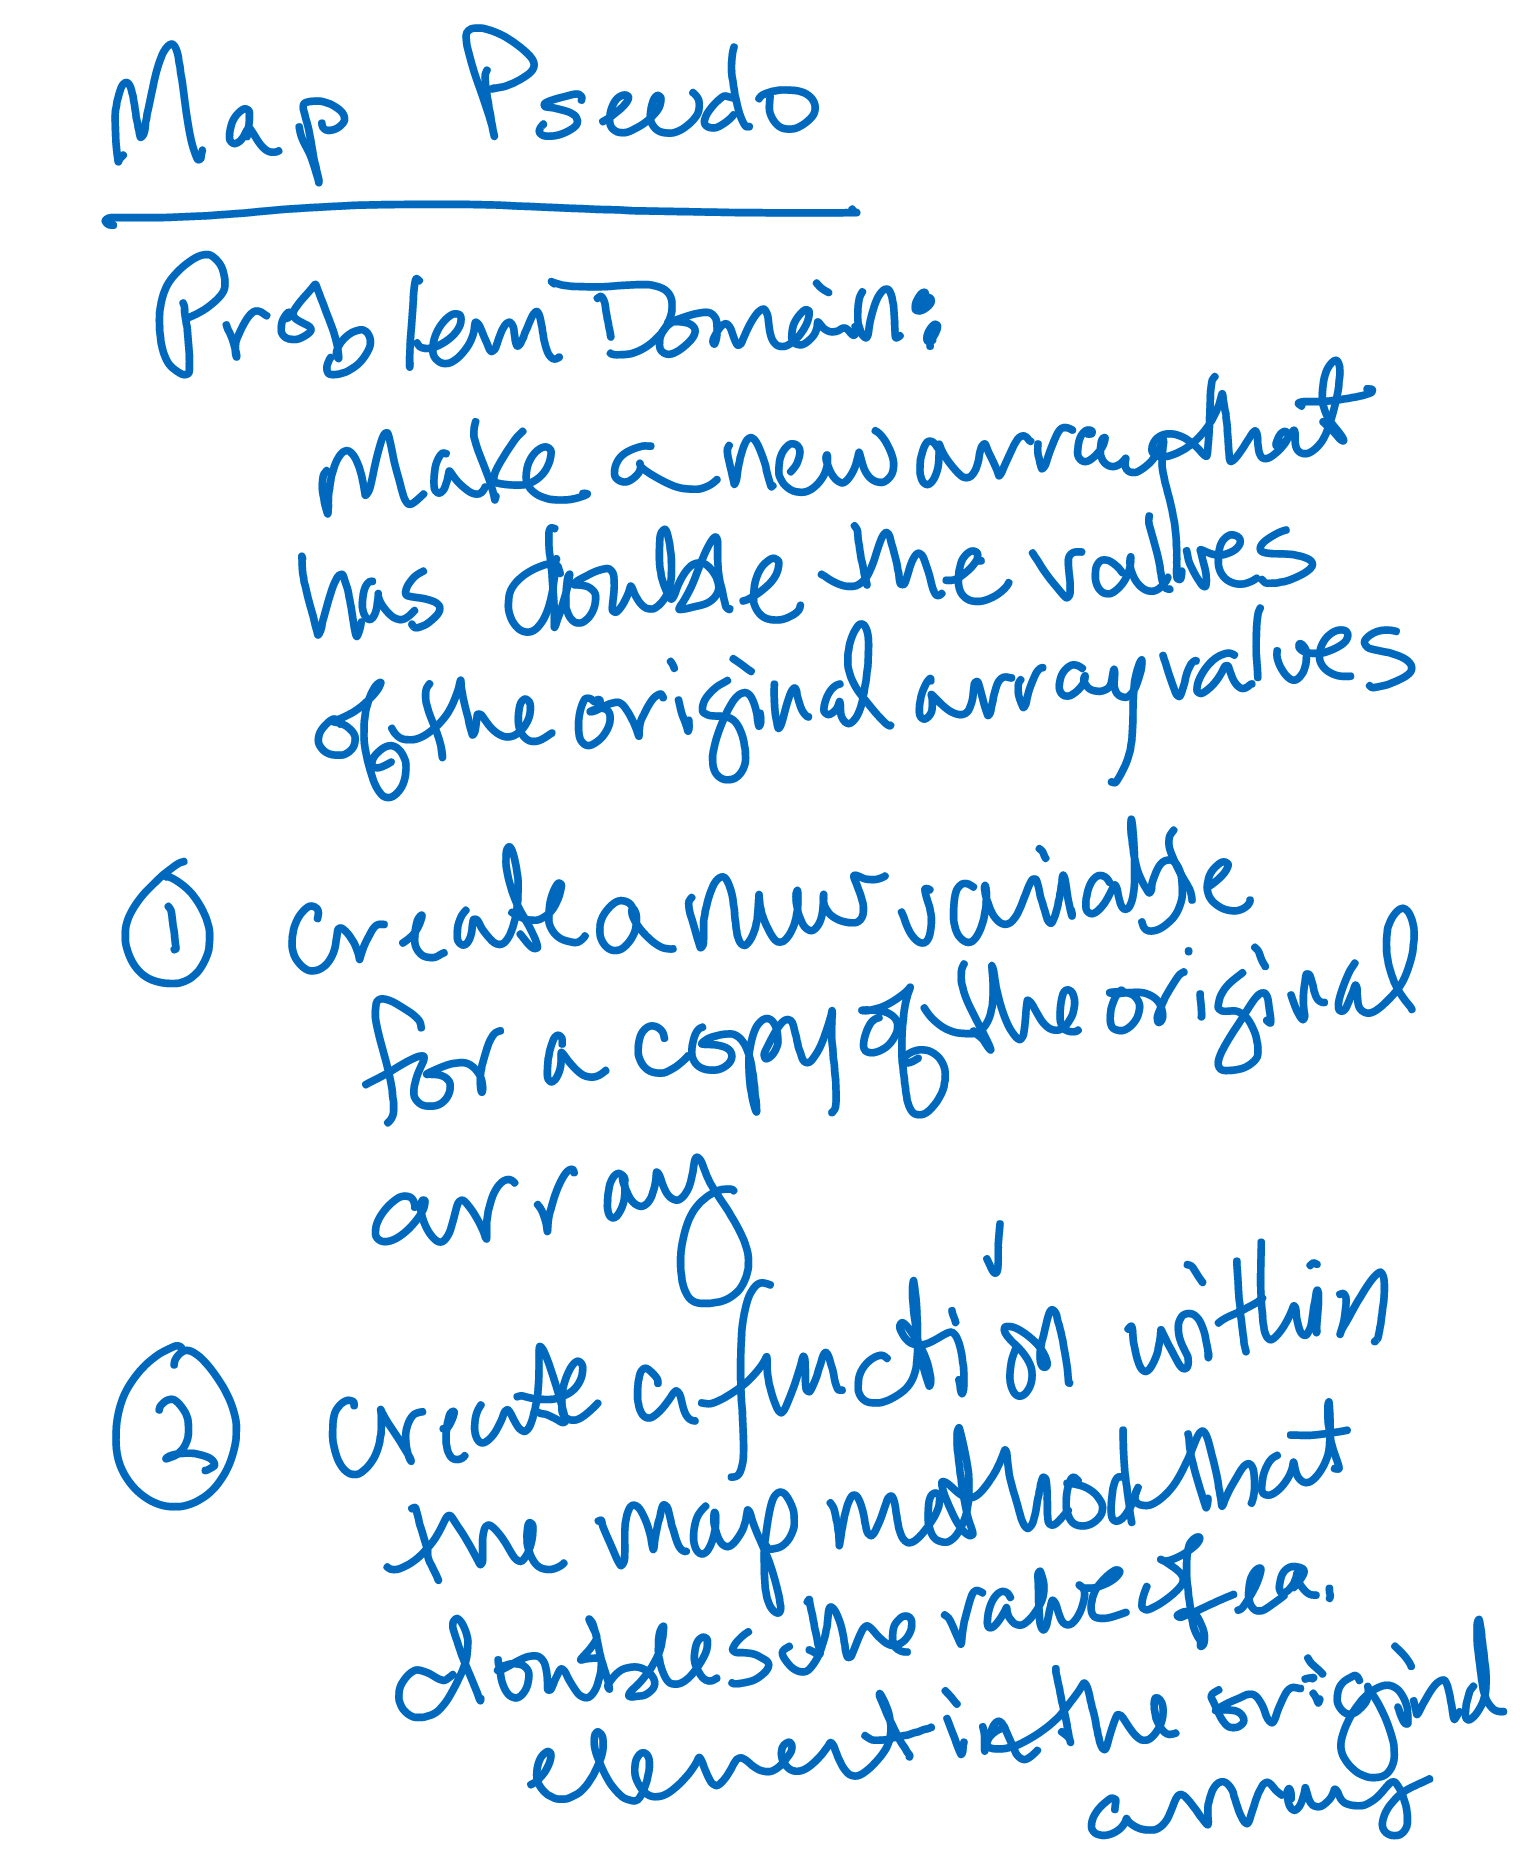 Map Pseudo
Problem Domain:
Make a new array that
has double the values
of the original array values
① create a new variable
for a copy of the original
array
② create a function within
the map method that
doubles the value of ea.
element in the original
array